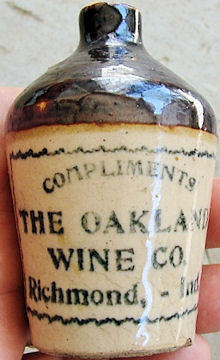 COMPLIMENTS
THE OAKLAND
WINE CO.
Richmond, - Ind.